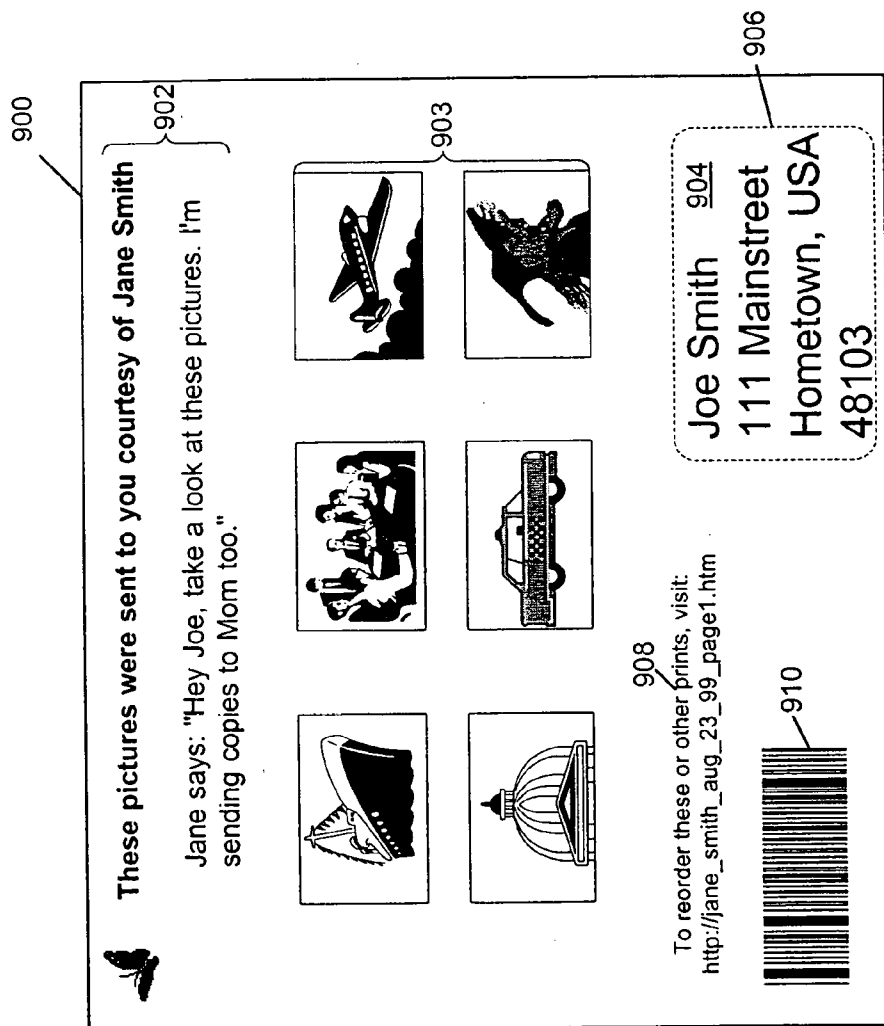 900
These pictures were sent to you courtesy of Jane Smith
902
Jane says: "Hey Joe, take a look at these pictures. I'm
sending copies to Mom too."
903
908
To reorder these or other prints, visit:
http://jane_smith_aug_23_99_page1.htm
910
Joe Smith 904
111 Mainstreet
Hometown, USA
48103
906